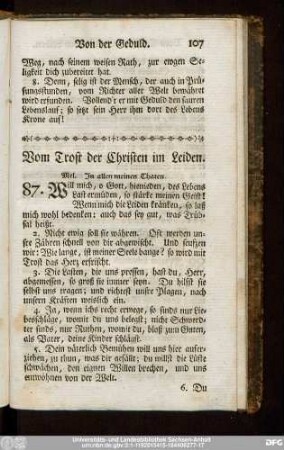 Von der Geduld. 107
Weg, nach seinem weisen Rath, zur ewgen Se-
ligkeit dich zubereitet hat.
8. Denn, selig ist der Mensch, der auch in Prü-
fungsstunden, vom Richter aller Welt bewähret
wird erfunden. Vollend't er mit Geduld den sauren
Lebenslauf; so setzt sein Herr ihm dort des Lebens
Krone auf!
Vom Trost der Christen im Leiden.
Mel. In allen meinen Thaten.
87. Will mich, o Gott, hienieden, des Lebens
Last ermüden, so stärke meinen Geist!
Wenn mich die Leiden kränken, so laß
mich wohl bedenken: auch das sey gut, was Trüb-
sal heißt.
2. Nicht ewig soll sie währen. Oft werden un-
sre Zähren schnell von dir abgewischt. Und seufzen
wir: Wie lange, ist meiner Seele bange? so wird mit
Trost das Herz erfrischt.
3. Die Lasten, die uns pressen, hast du, Herr,
abgemessen, so groß sie immer seyn. Du hilfst sie
selbst uns tragen; und richtest unsre Plagen, nach
unsern Kräften weislich ein.
4. Ja, wenn ichs recht erwege, so sinds nur Lie-
besschläge, womit du uns belegst; nicht Schwerd-
ter sinds, nur Ruthen, womit du, bloß zum Guten,
als Vater, deine Kinder schlägst.
5. Dein väterlich Gemüthe will uns hier aufer-
ziehen, zu thun, was dir gefällt; du willst die Lüste
schwächen, den eignen Willen brechen, und uns
entwöhnen von der Welt.
6. Du
Universitäts- und Landesbibliothek Sachsen-Anhalt
DFG